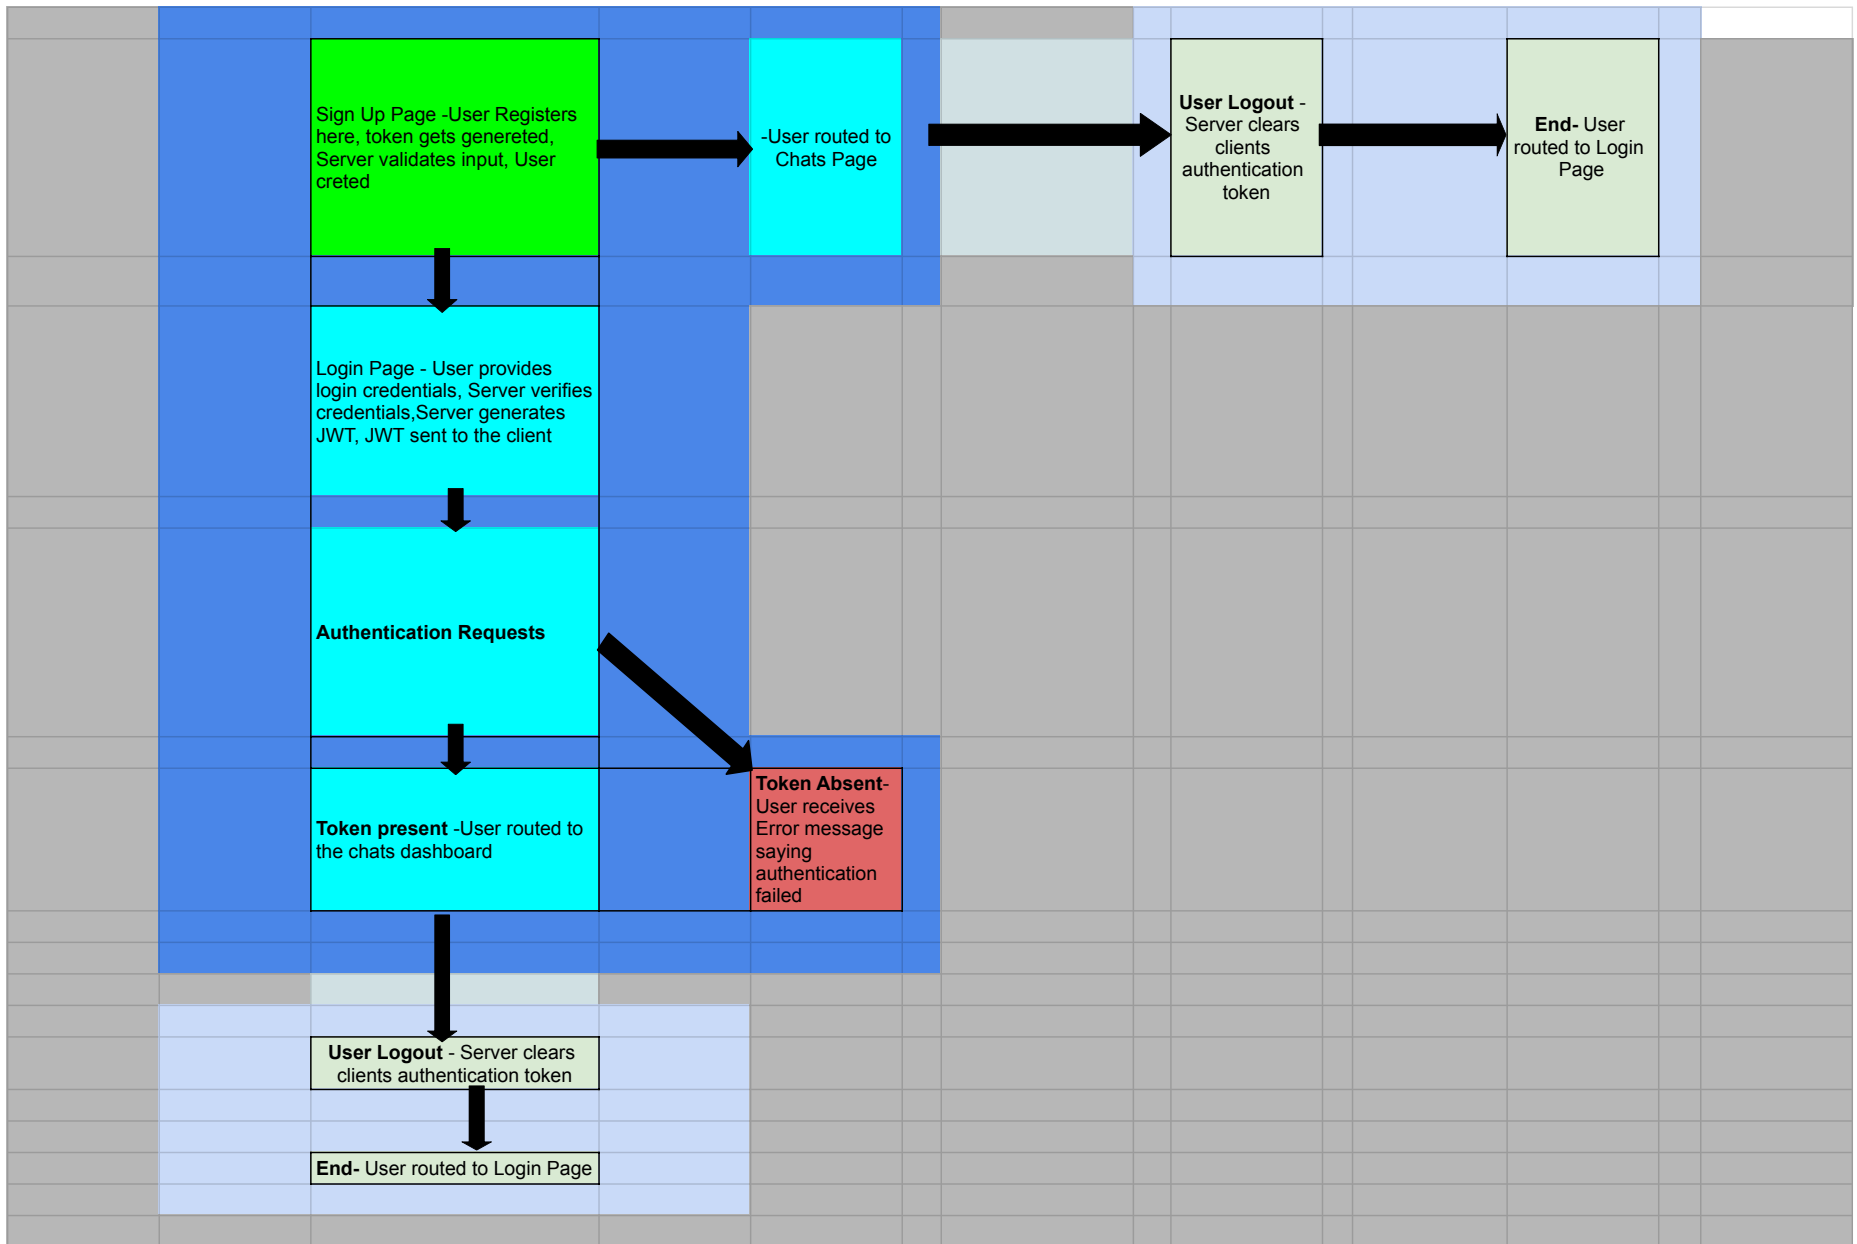 Sign Up Page -User Registers
here, token gets genereted,
Server validates input, User
creted
-User routed to
Chats Page
User Logout -
Server clears
clients
authentication
token
End- User
routed to Login
Page
Login Page - User provides
login credentials, Server verifies
credentials,Server generates
JWT, JWT sent to the client
Authentication Requests
Token present -User routed to
the chats dashboard
Token Absent-
User receives
Error message
saying
authentication
failed
User Logout - Server clears
clients authentication token
End- User routed to Login Page